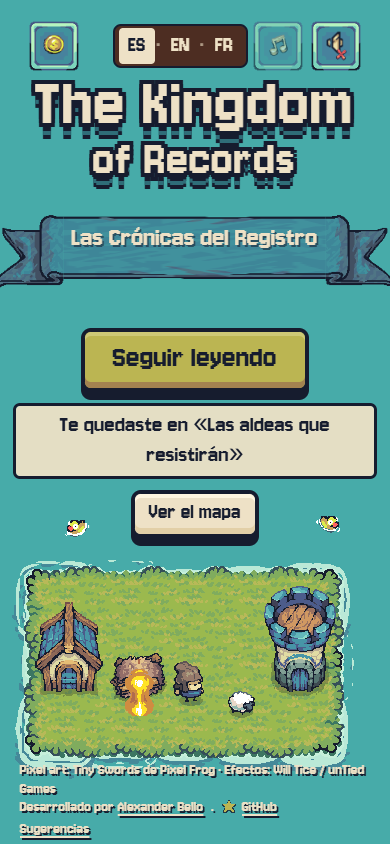 ES · EN · FR
The Kingdom
of Records
Las Crónicas del Registro
Seguir leyendo
Te quedaste en «Las aldeas que
resistirán»
Ver el mapa
Pixel art: Tiny Swords de Pixel Frog · Efectos: Will Tice / unTied
Games
Desarrollado por Alexander Bello . GitHub
Sugerencias